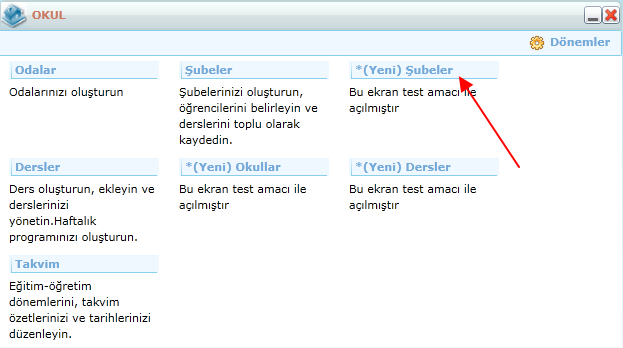 OKUL
Dönemler
Odalar
Odalarınızı oluşturun
Şubeler
Şubelerinizi oluşturun,
öğrencilerini belirleyin ve
derslerini toplu olarak
kaydedin.
*(Yeni) Şubeler
Bu ekran test amacı ile
açılmıştır
Dersler
Ders oluşturun, ekleyin ve
derslerinizi
yönetin.Haftalık
programınızı oluşturun.
*(Yeni) Okullar
Bu ekran test amacı ile
açılmıştır
*(Yeni) Dersler
Bu ekran test amacı ile
açılmıştır
Takvim
Eğitim-öğretim
dönemlerini, takvim
özetlerinizi ve tarihlerinizi
düzenleyin.